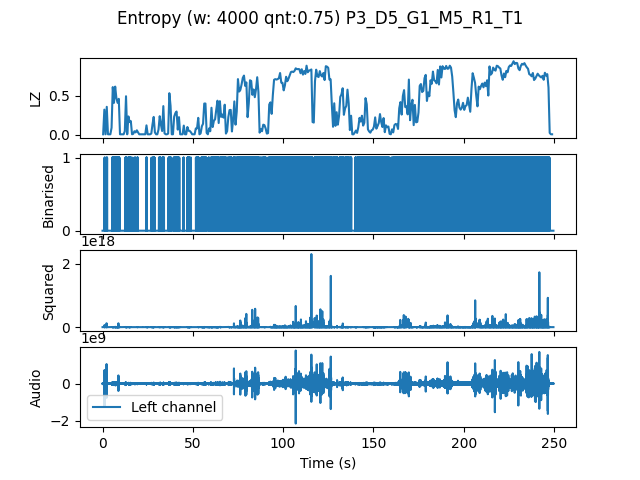 Entropy (w: 4000 qnt:0.75) P3_D5_G1_M5_R1_T1
LZ
0.5
0.0
Binarised
1
0
1e18
Squared
2
0
1e9
Audio
0
−2
Left channel
0 50 100 150 200 250
Time (s)